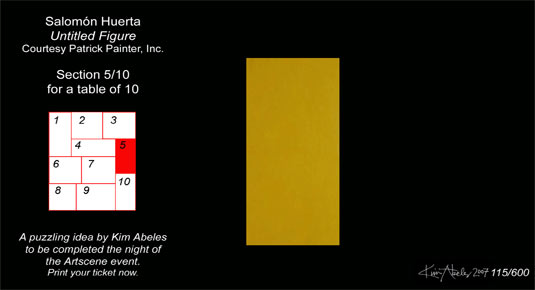 Salomón Huerta
Untitled Figure
Courtesy Patrick Painter, Inc.
Section 5/10
for a table of 10
1
2
3
4
5
6
7
8
9
10
A puzzling idea by Kim Abeles
to be completed the night of
the Artscene event.
Print your ticket now.
Kim Abeles 2007 115/600